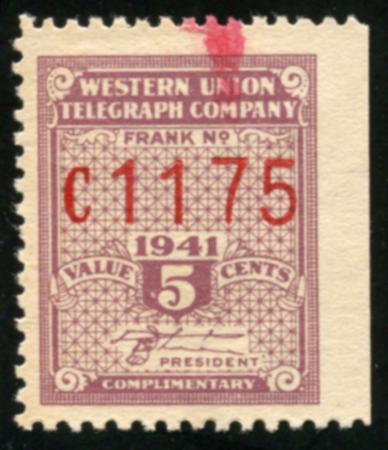 WESTERN UNION
TELEGRAPH COMPANY
FRANK Nº
C1175
1941
VALUE 5 CENTS
PRESIDENT
COMPLIMENTARY